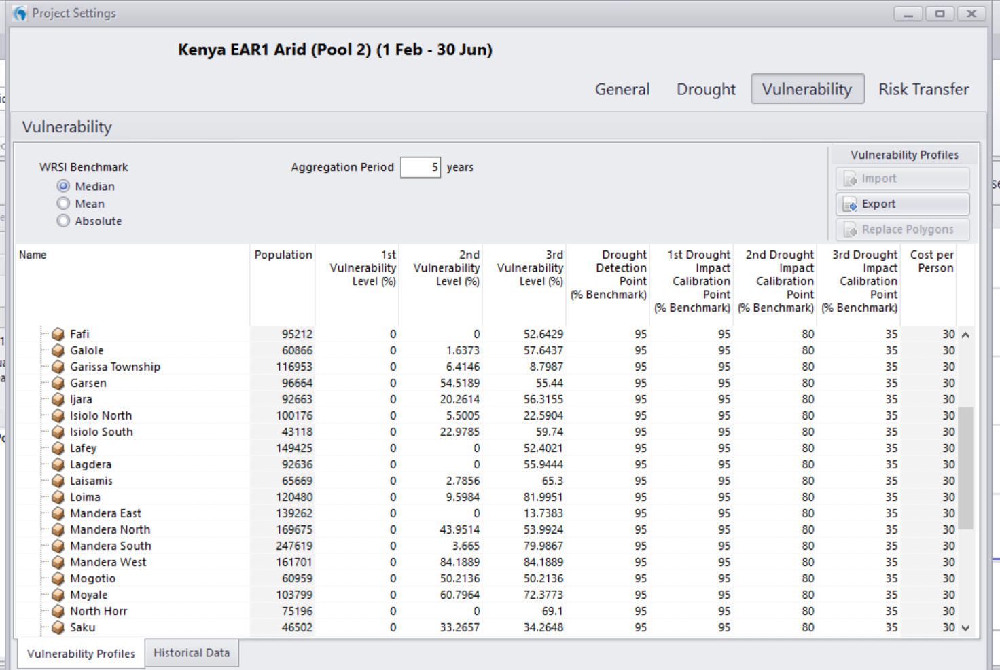 Project Settings
Kenya EAR1 Arid (Pool 2) (1 Feb - 30 Jun)
General Drought Vulnerability Risk Transfer
Vulnerability
WRSI Benchmark
Median
Mean
Absolute
Aggregation Period 5 years
Vulnerability Profiles
Import
Export
Replace Polygons
Name Population 1st Vulnerability Level (%) 2nd Vulnerability Level (%) 3rd Vulnerability Level (%) Drought Detection Point (% Benchmark) 1st Drought Impact Calibration Point (% Benchmark) 2nd Drought Impact Calibration Point (% Benchmark) 3rd Drought Impact Calibration Point (% Benchmark) Cost per Person
Fafi 95212 0 0 52.6429 95 95 80 35 30
Galole 60866 0 1.6373 57.6437 95 95 80 35 30
Garissa Township 116953 0 6.4146 8.7987 95 95 80 35 30
Garsen 96664 0 54.5189 55.44 95 95 80 35 30
Ijara 92663 0 20.2614 56.3155 95 95 80 35 30
Isiolo North 100176 0 5.5005 22.5904 95 95 80 35 30
Isiolo South 43118 0 22.9785 59.74 95 95 80 35 30
Lafey 149425 0 0 52.4021 95 95 80 35 30
Lagdera 92636 0 0 55.9444 95 95 80 35 30
Laisamis 65669 0 2.7856 65.3 95 95 80 35 30
Loima 120480 0 9.5984 81.9951 95 95 80 35 30
Mandera East 139262 0 0 13.7383 95 95 80 35 30
Mandera North 169675 0 43.9514 53.9924 95 95 80 35 30
Mandera South 247619 0 3.665 79.9867 95 95 80 35 30
Mandera West 161701 0 84.1889 84.1889 95 95 80 35 30
Mogotio 60959 0 50.2136 50.2136 95 95 80 35 30
Moyale 103799 0 60.7964 72.3773 95 95 80 35 30
North Horr 75196 0 0 69.1 95 95 80 35 30
Saku 46502 0 33.2657 34.2648 95 95 80 35 30
Vulnerability Profiles Historical Data